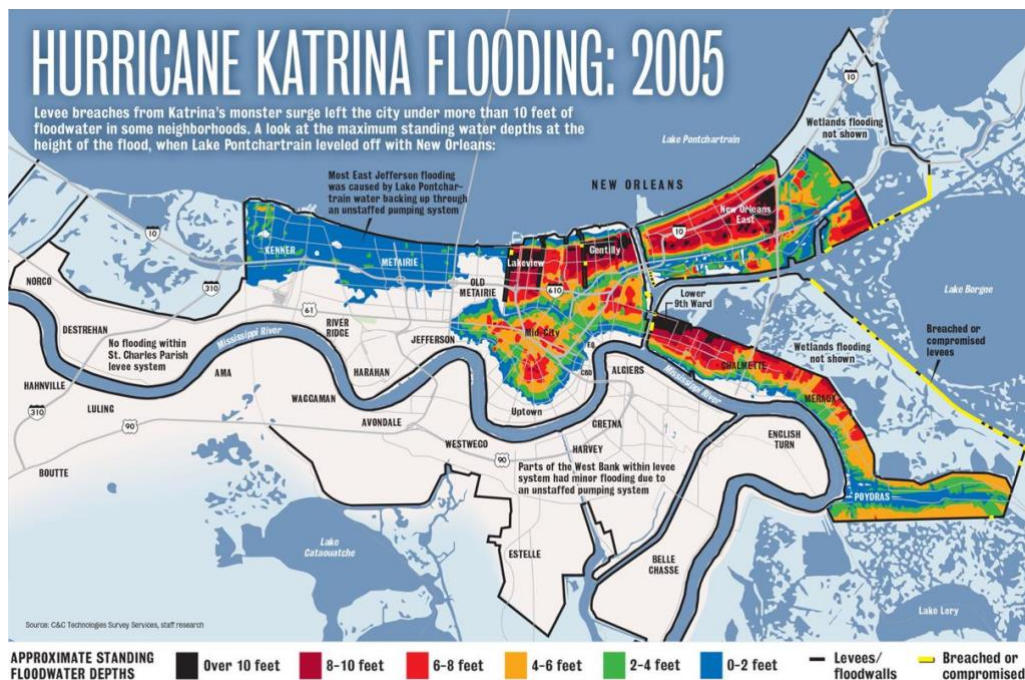 HURRICANE KATRINA FLOODING: 2005
Levee breaches from Katrina's monster surge left the city under more than 10 feet of
floodwater in some neighborhoods. A look at the maximum standing water depths at the
height of the flood, when Lake Pontchartrain leveled off with New Orleans:
Most East Jefferson flooding
was caused by Lake Pontchar-
train water backing up through
an unstaffed pumping system
Lake Pontchartrain
10
Wetlands flooding
not shown
NEW ORLEANS
New Orleans
East
10
10
KENNER
METAIRIE
Lakeview
Gentilly
OLD
METAIRIE
610
Lower
9th Ward
Lake Borgne
NORCO
310
61
DESTREHAN
No flooding within
St. Charles Parish
levee system
Mississippi River
RIVER
RIDGE
JEFFERSON
Mid-City
FQ
CBD
ALGIERS
Wetlands flooding
not shown
Breached or
compromised
levees
CHALMETTE
MERAUX
Mississippi River
HAHNVILLE
AMA
HARAHAN
310
LULING
WAGGAMAN
Uptown
GRETNA
90
AVONDALE
WESTWEGO
HARVEY
ENGLISH
TURN
90
BOUTTE
Parts of the West Bank within levee
system had minor flooding due to
an unstaffed pumping system
POYDRAS
Lake
Cataouatche
ESTELLE
BELLE
CHASSE
Lake Lery
Source: C&C Technologies Survey Services, staff research
APPROXIMATE STANDING
FLOODWATER DEPTHS
Over 10 feet
8-10 feet
6-8 feet
4-6 feet
2-4 feet
0-2 feet
Levees/
floodwalls
Breached or
compromised